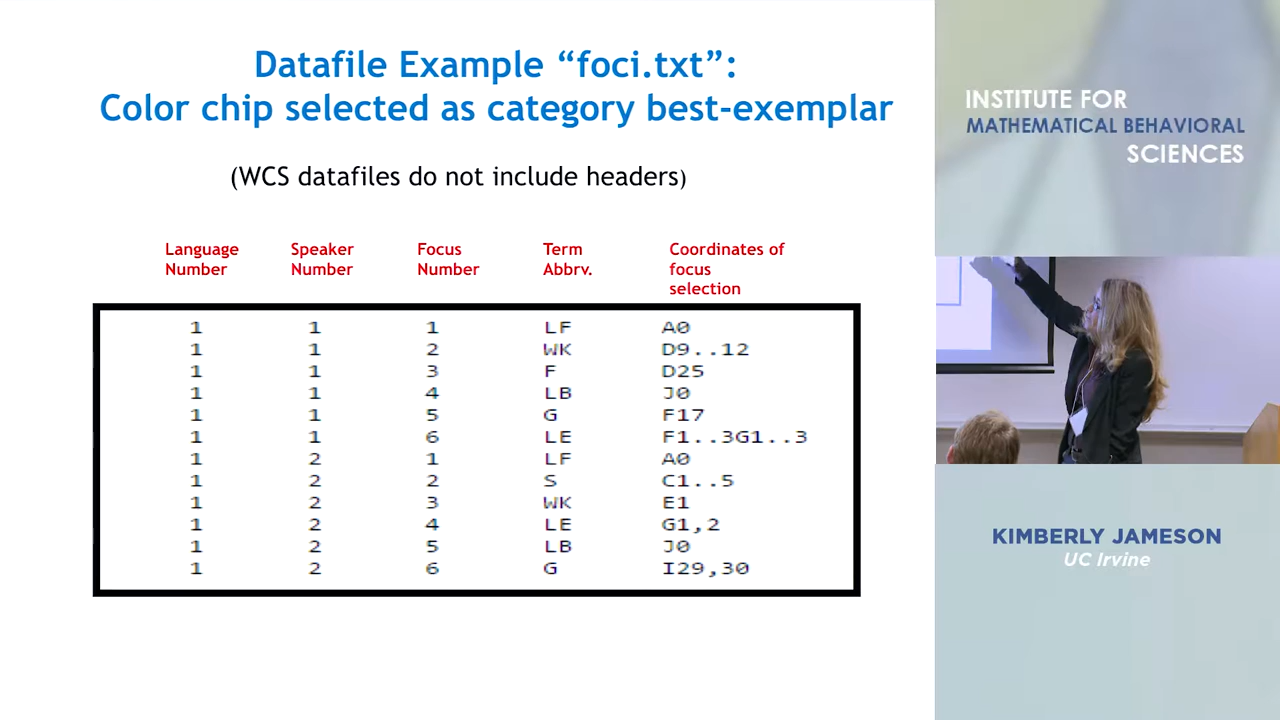 Datafile Example “foci.txt”:
Color chip selected as category best-exemplar
(WCS datafiles do not include headers)
Language Number Speaker Number Focus Number Term Abbrv. Coordinates of focus selection
1 1 1 LF A0
1 1 2 WK D9..12
1 1 3 F D25
1 1 4 LB J0
1 1 5 G F17
1 1 6 LE F1..3G1..3
1 2 1 LF A0
1 2 2 S C1..5
1 2 3 WK E1
1 2 4 LE G1,2
1 2 5 LB J0
1 2 6 G I29,30
INSTITUTE FOR
MATHEMATICAL BEHAVIORAL
SCIENCES
KIMBERLY JAMESON
UC Irvine